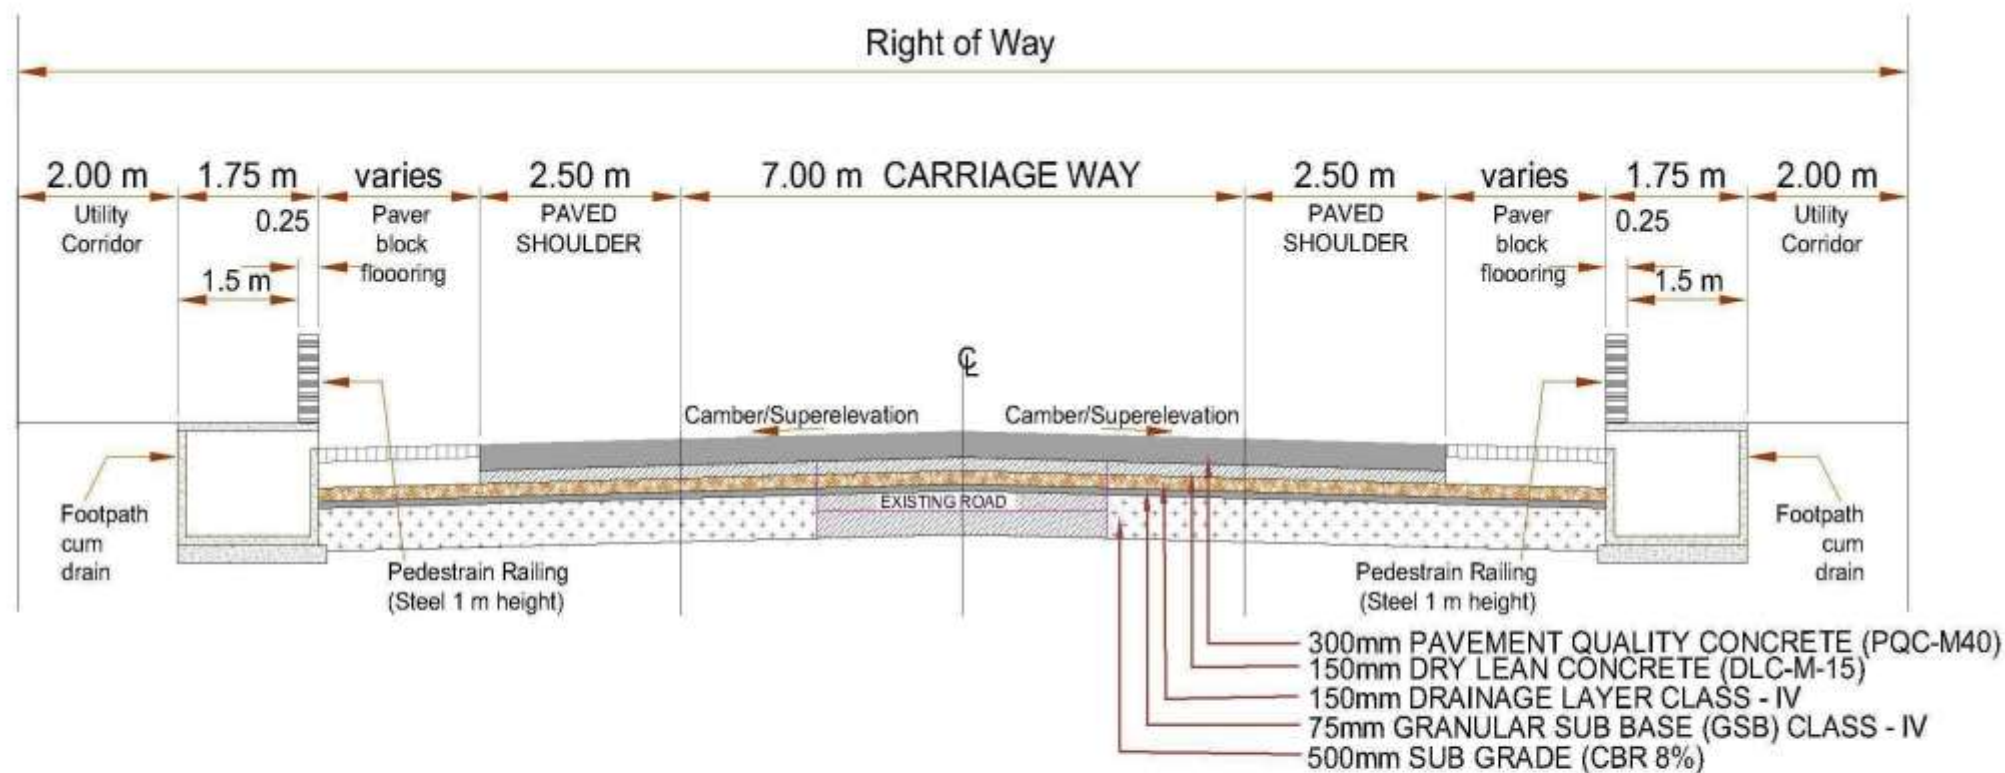 Right of Way
2.00 m 1.75 m varies 2.50 m 7.00 m CARRIAGE WAY 2.50 m varies 1.75 m 2.00 m
Utility
Corridor
0.25
1.5 m
Paver
block
floooring
PAVED
SHOULDER
PAVED
SHOULDER
Paver
block
floooring
0.25
1.5 m
Utility
Corridor
℄
Camber/Superelevation
Camber/Superelevation
EXISTING ROAD
Footpath
cum
drain
Pedestrain Railing
(Steel 1 m height)
Pedestrain Railing
(Steel 1 m height)
Footpath
cum
drain
300mm PAVEMENT QUALITY CONCRETE (PQC-M40)
150mm DRY LEAN CONCRETE (DLC-M-15)
150mm DRAINAGE LAYER CLASS - IV
75mm GRANULAR SUB BASE (GSB) CLASS - IV
500mm SUB GRADE (CBR 8%)